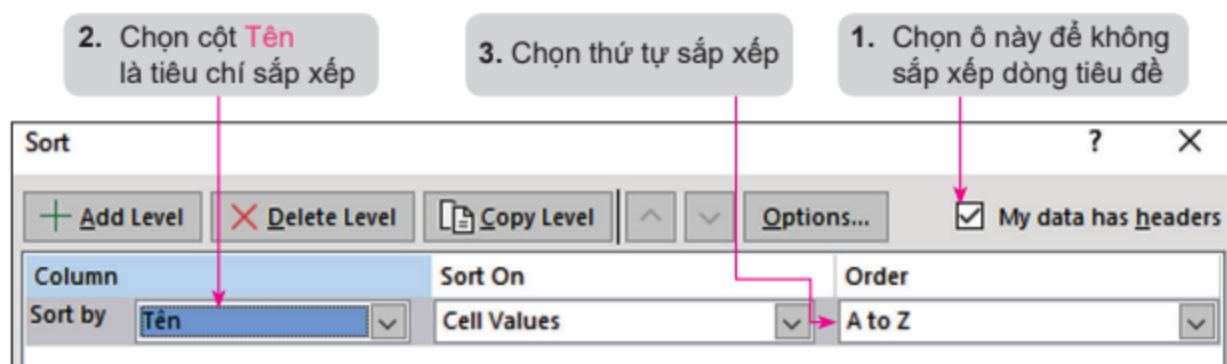 2. Chọn cột Tên
là tiêu chí sắp xếp
3. Chọn thứ tự sắp xếp
1. Chọn ô này để không
sắp xếp dòng tiêu đề
Sort ? ✕
Add Level Delete Level Copy Level Options... My data has headers
Column Sort On Order
Sort by Tên Cell Values A to Z